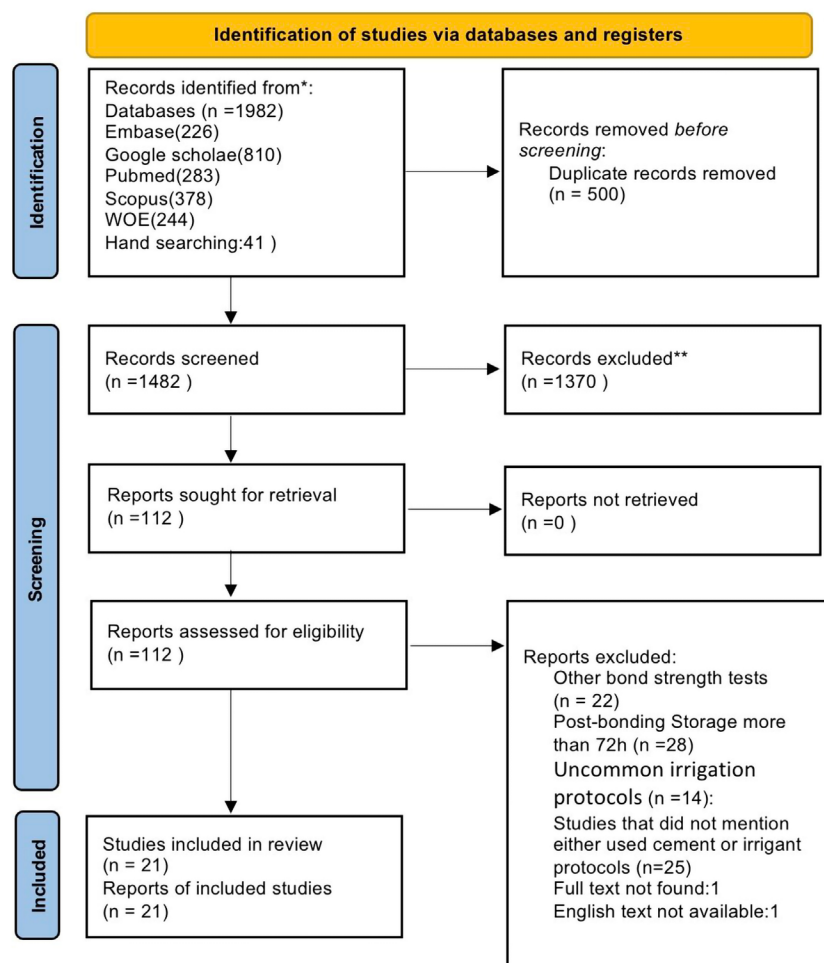 Identification of studies via databases and registers
Identification
Records identified from*:
Databases (n =1982)
Embase(226)
Google scholae(810)
Pubmed(283)
Scopus(378)
WOE(244)
Hand searching:41 )
Records removed before
screening:
Duplicate records removed
(n = 500)
Screening
Records screened
(n =1482 )
Records excluded**
(n =1370 )
Reports sought for retrieval
(n =112 )
Reports not retrieved
(n =0 )
Reports assessed for eligibility
(n =112 )
Reports excluded:
Other bond strength tests
(n = 22)
Post-bonding Storage more
than 72h (n =28)
Uncommon irrigation
protocols (n =14):
Studies that did not mention
either used cement or irrigant
protocols (n=25)
Full text not found:1
English text not available:1
Included
Studies included in review
(n = 21)
Reports of included studies
(n = 21)